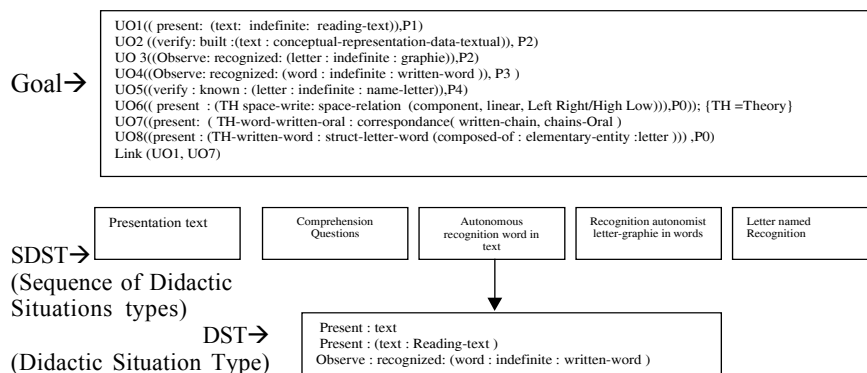 UO1(( present:  (text:  indefinite: reading-text)),P1)
UO2 ((verify: built :(text : conceptual-representation-data-textual)), P2)
UO 3((Observe: recognized: (letter : indefinite : graphie)),P2)
UO4((Observe: recognized: (word : indefinite : written-word )), P3 )
Goal→
UO5((verify : known : (letter : indefinite : name-letter)),P4)
UO6(( present  : (TH space-write: space-relation (component, linear, Left Right/High Low))),P0)); {TH =Theory}
UO7((present:  ( TH-word-written-oral : correspondance( written-chain, chains-Oral )
UO8((present : (TH-written-word : struct-letter-word (composed-of : elementary-entity :letter ))) ,P0)
Link (UO1, UO7)
Presentation text
Comprehension
Questions
Autonomous
recognition word in
text
Recognition autonomist
letter-graphie in words
Letter named
Recognition
SDST→
(Sequence of Didactic
Situations types)
DST→
(Didactic Situation Type)
Present : text
Present : (text : Reading-text )
Observe : recognized: (word : indefinite : written-word )